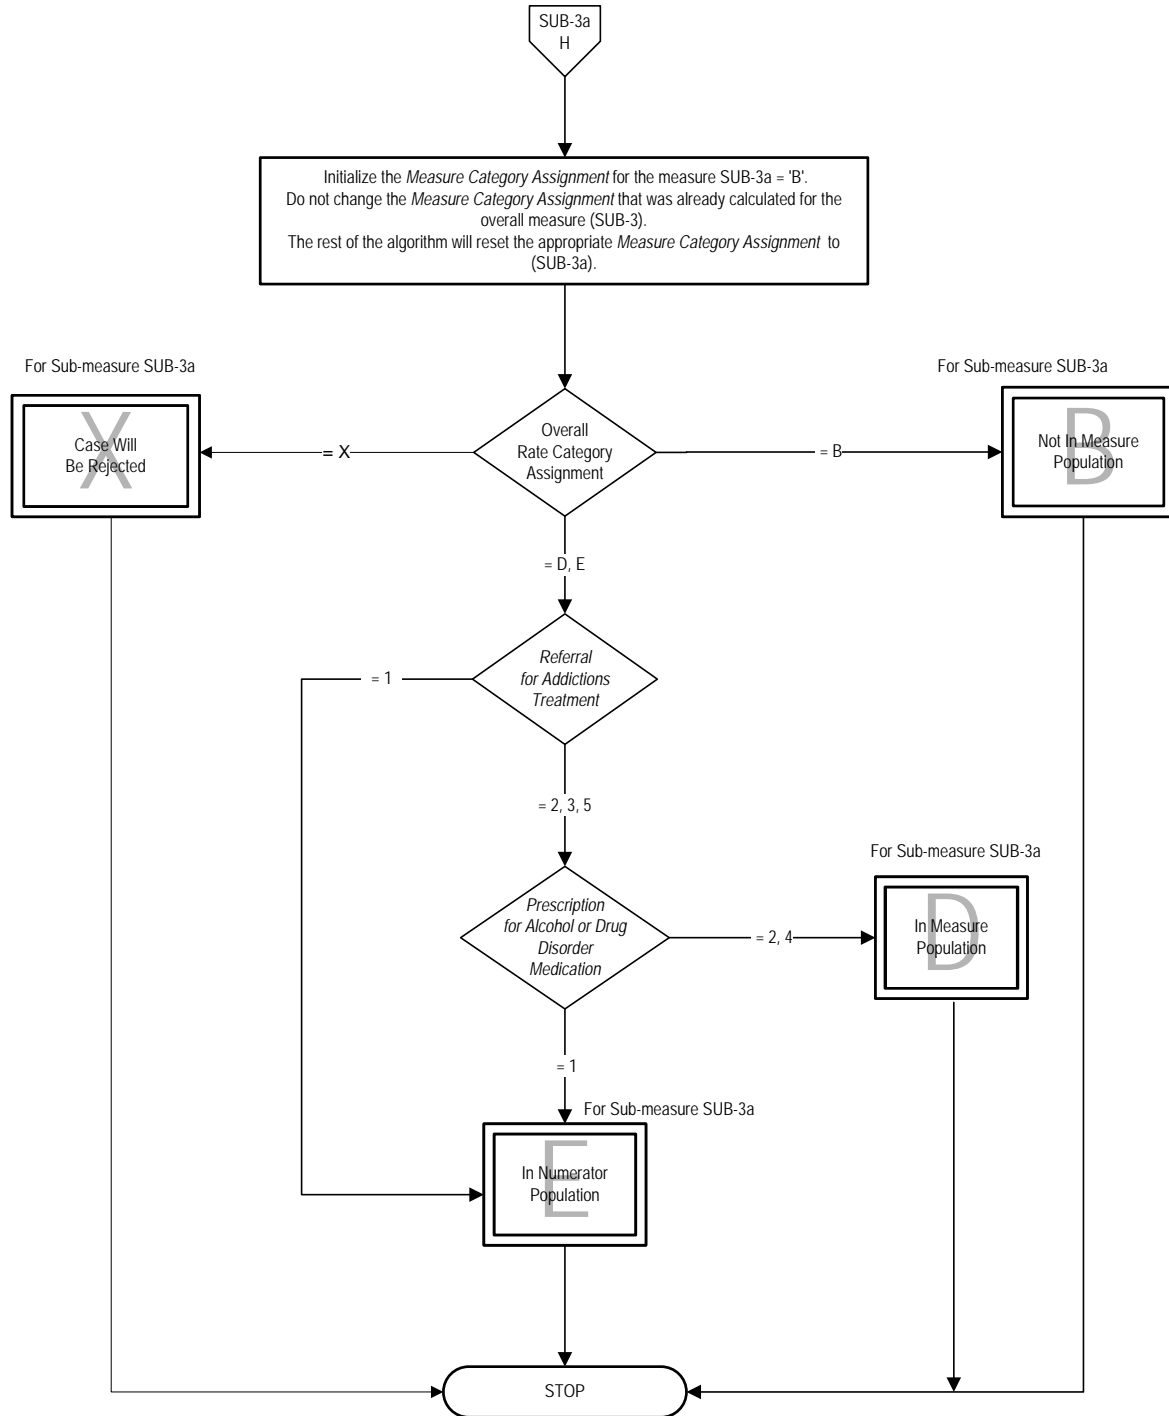 SUB-3a
H
Initialize the Measure Category Assignment for the measure SUB-3a = 'B'.
Do not change the Measure Category Assignment that was already calculated for the
overall measure (SUB-3).
The rest of the algorithm will reset the appropriate Measure Category Assignment to
(SUB-3a).
For Sub-measure SUB-3a
X
Case Will
Be Rejected
= X
Overall
Rate Category
Assignment
= B
For Sub-measure SUB-3a
B
Not In Measure
Population
= D, E
Referral
for Addictions
Treatment
= 1
= 2, 3, 5
Prescription
for Alcohol or Drug
Disorder
Medication
= 2, 4
For Sub-measure SUB-3a
D
In Measure
Population
= 1
For Sub-measure SUB-3a
E
In Numerator
Population
STOP